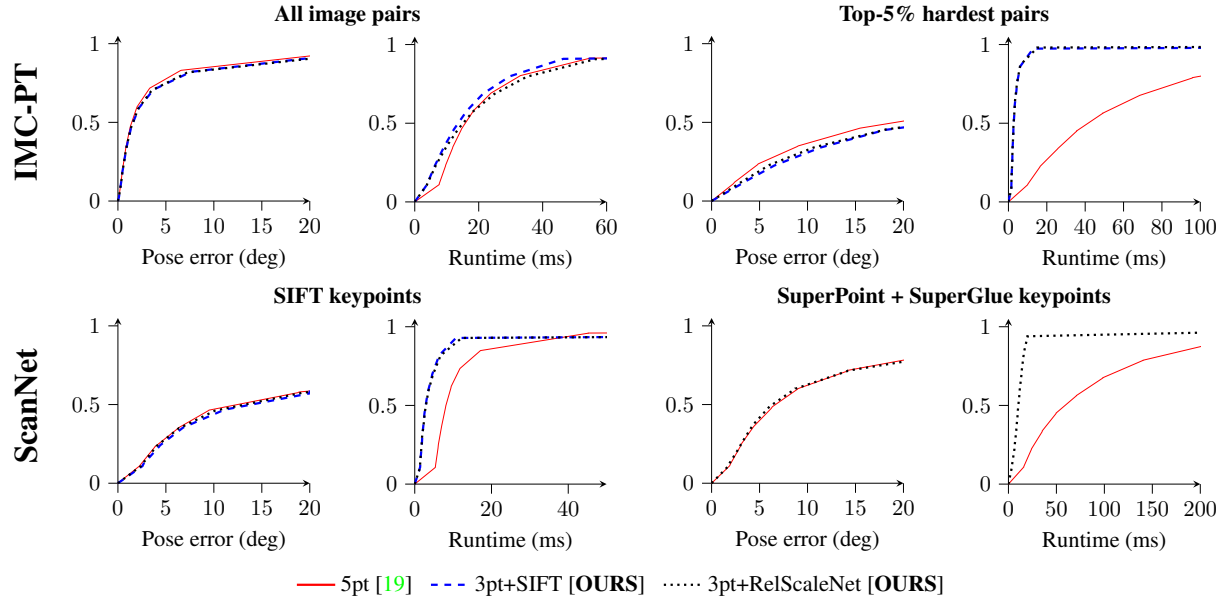 All image pairs
Top-5% hardest pairs
IMC-PT
1
0.5
0
0 5 10 15 20
Pose error (deg)
1
0.5
0
0 20 40 60
Runtime (ms)
1
0.5
0
0 5 10 15 20
Pose error (deg)
1
0.5
0
0 20 40 60 80 100
Runtime (ms)
SIFT keypoints
SuperPoint + SuperGlue keypoints
ScanNet
1
0.5
0
0 5 10 15 20
Pose error (deg)
1
0.5
0
0 20 40
Runtime (ms)
1
0.5
0
0 5 10 15 20
Pose error (deg)
1
0.5
0
0 50 100 150 200
Runtime (ms)
5pt [19] 3pt+SIFT [OURS] 3pt+RelScaleNet [OURS]